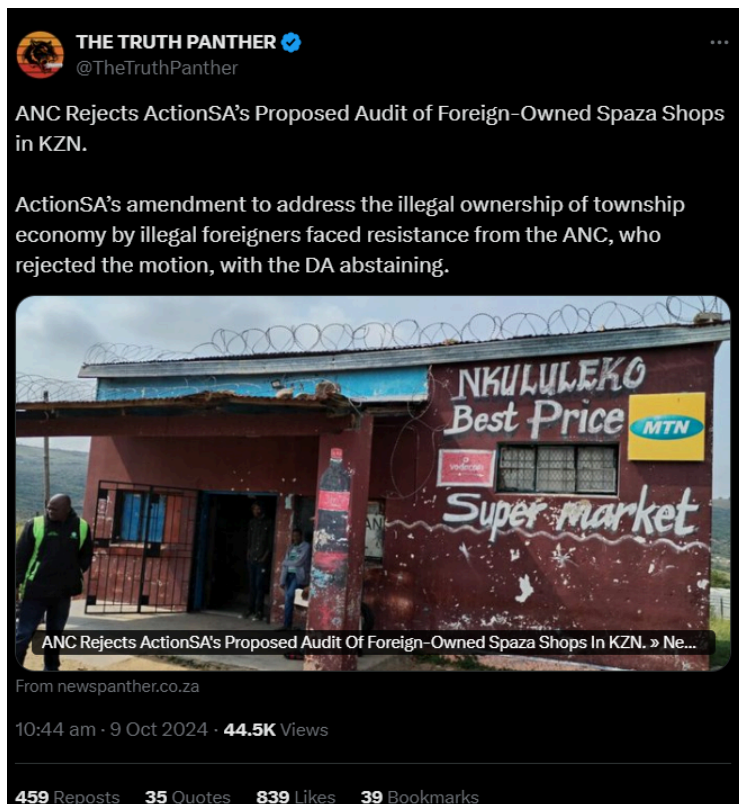 THE TRUTH PANTHER
@TheTruthPanther
ANC Rejects ActionSA’s Proposed Audit of Foreign-Owned Spaza Shops
in KZN.
ActionSA’s amendment to address the illegal ownership of township
economy by illegal foreigners faced resistance from the ANC, who
rejected the motion, with the DA abstaining.
NKULULEKO
Best Price
MTN
vodacom
Super market
ANC Rejects ActionSA's Proposed Audit Of Foreign-Owned Spaza Shops In KZN. » Ne...
From newspanther.co.za
10:44 am · 9 Oct 2024 · 44.5K Views
459 Reposts 35 Quotes 839 Likes 39 Bookmarks